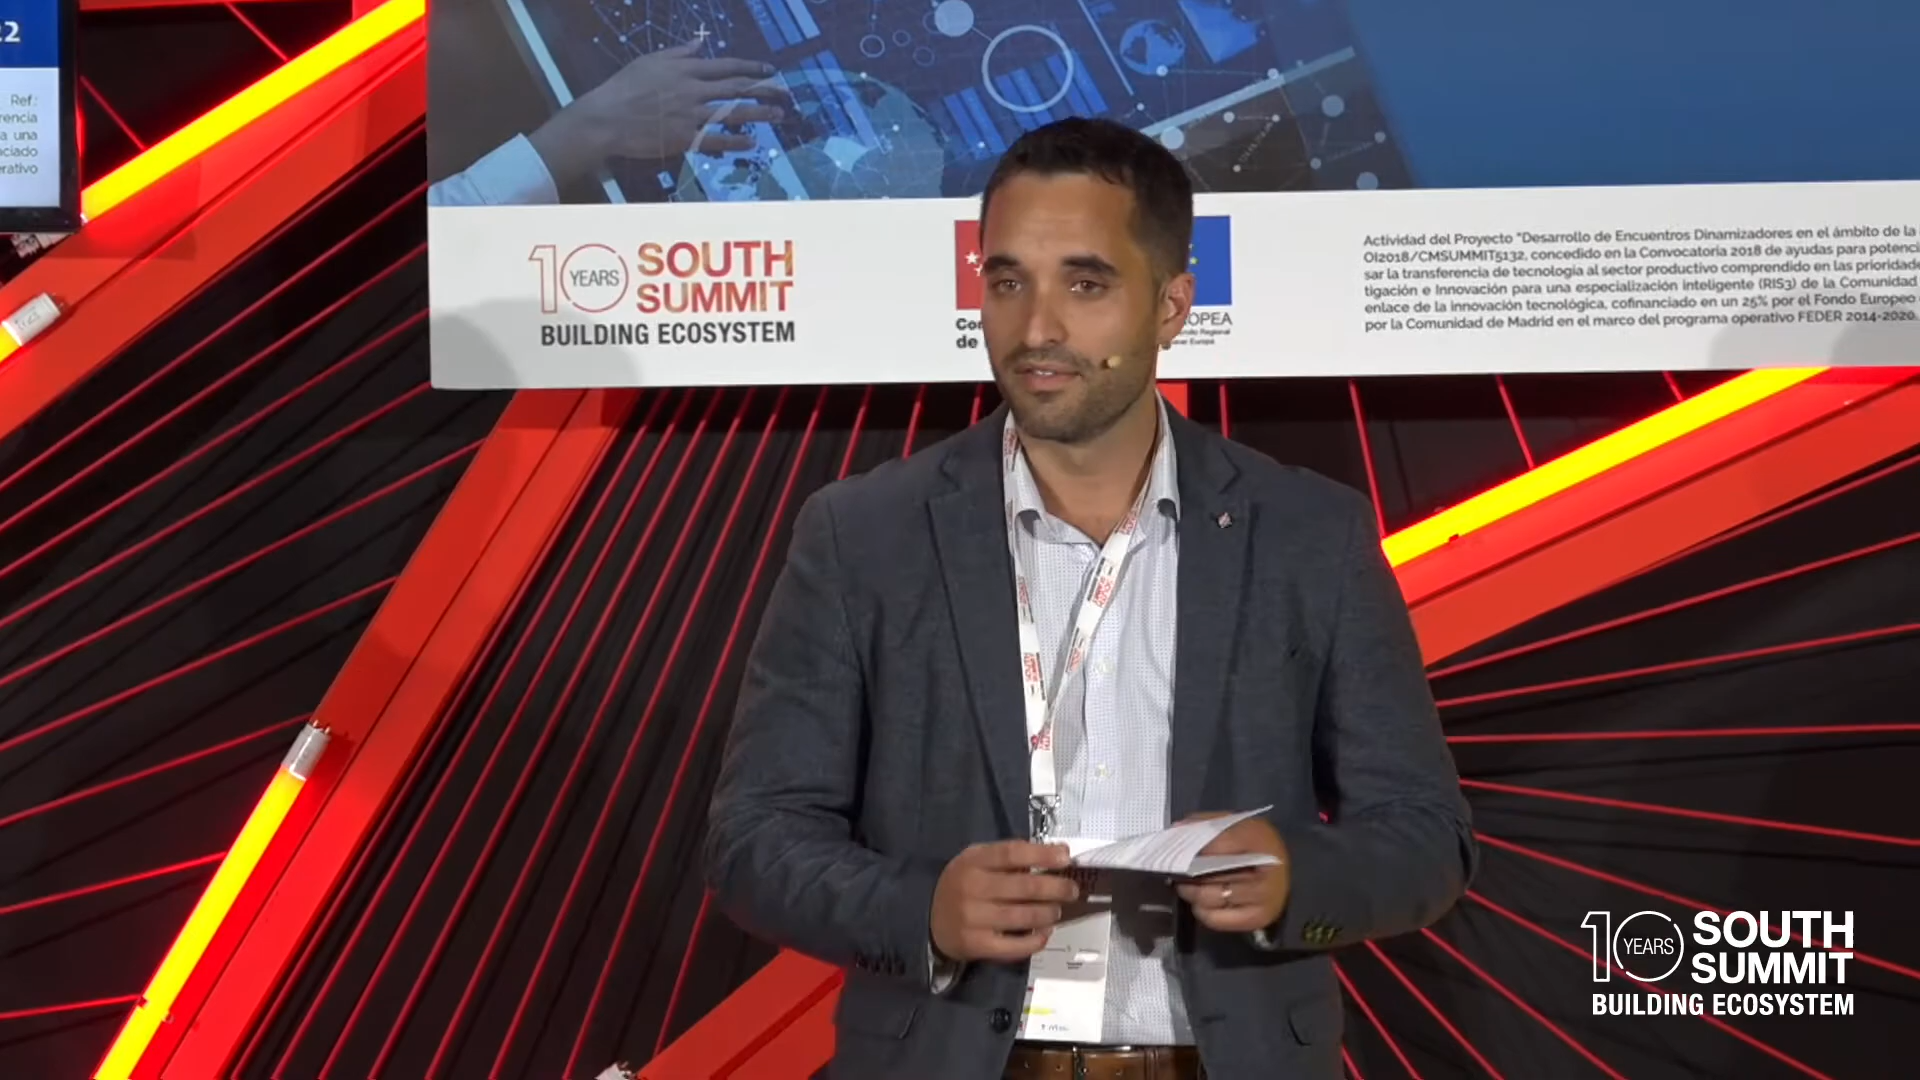 22
Ref.:
rencia
a una
ciado
rativo
10 YEARS
SOUTH
SUMMIT
BUILDING ECOSYSTEM
de
OPEA
Actividad del Proyecto "Desarrollo de Encuentros Dinamizadores en el ámbito de la
OI2018/CMSUMMIT5132, concedido en la Convocatoria 2018 de ayudas para potenci
sar la transferencia de tecnología al sector productivo comprendido en las prioridade
tigación e Innovación para una especialización inteligente (RIS3) de la Comunidad
enlace de la innovación tecnológica, cofinanciado en un 25% por el Fondo Europeo
por la Comunidad de Madrid en el marco del programa operativo FEDER 2014-2020.
10 YEARS
SOUTH
SUMMIT
BUILDING ECOSYSTEM